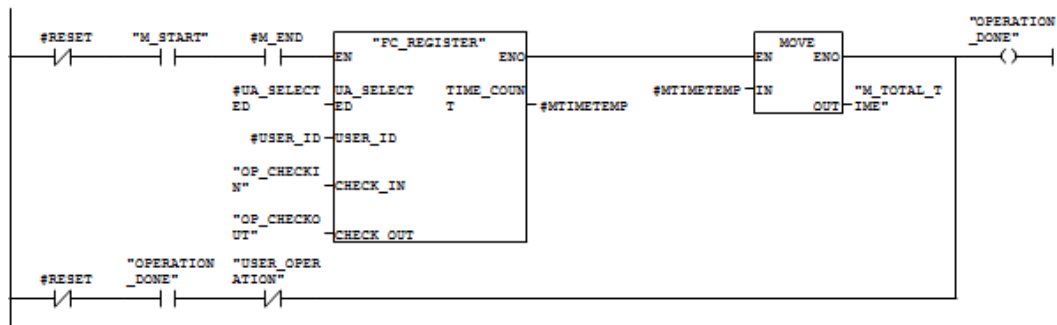 "OPERATION
_DONE"
#RESET "M_START" #M_END "FC_REGISTER" MOVE
EN ENO EN ENO
#UA_SELECT UA_SELECT TIME_COUN #MTIMETEMP IN "M_TOTAL_T
ED ED T #MTIMETEMP OUT IME"
#USER_ID USER_ID
"OP_CHECKI
N" CHECK_IN
"OP_CHECKO
UT" CHECK_OUT
"OPERATION "USER_OPER
#RESET _DONE" ATION"